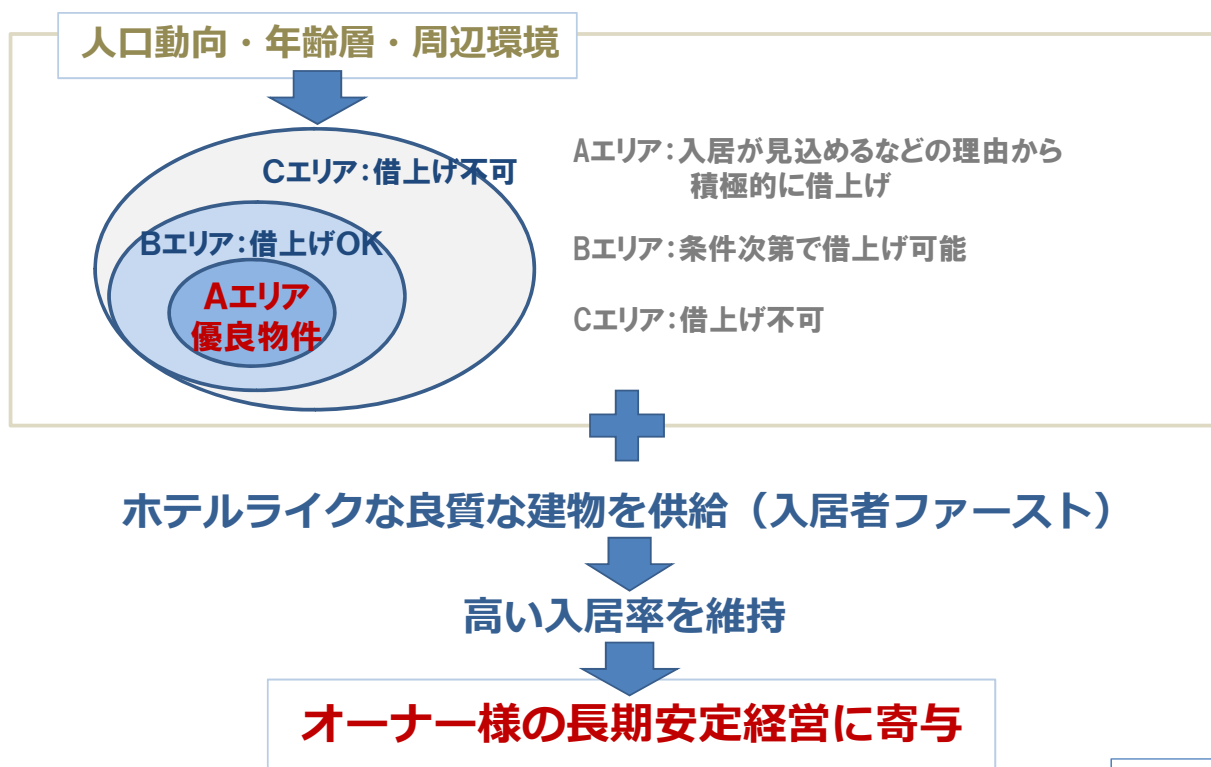 人口動向・年齢層・周辺環境
Cエリア：借上げ不可
Bエリア：借上げOK
Aエリア
優良物件
Aエリア：入居が見込めるなどの理由から
積極的に借上げ
Bエリア：条件次第で借上げ可能
Cエリア：借上げ不可
ホテルライクな良質な建物を供給（入居者ファースト）
高い入居率を維持
オーナー様の長期安定経営に寄与